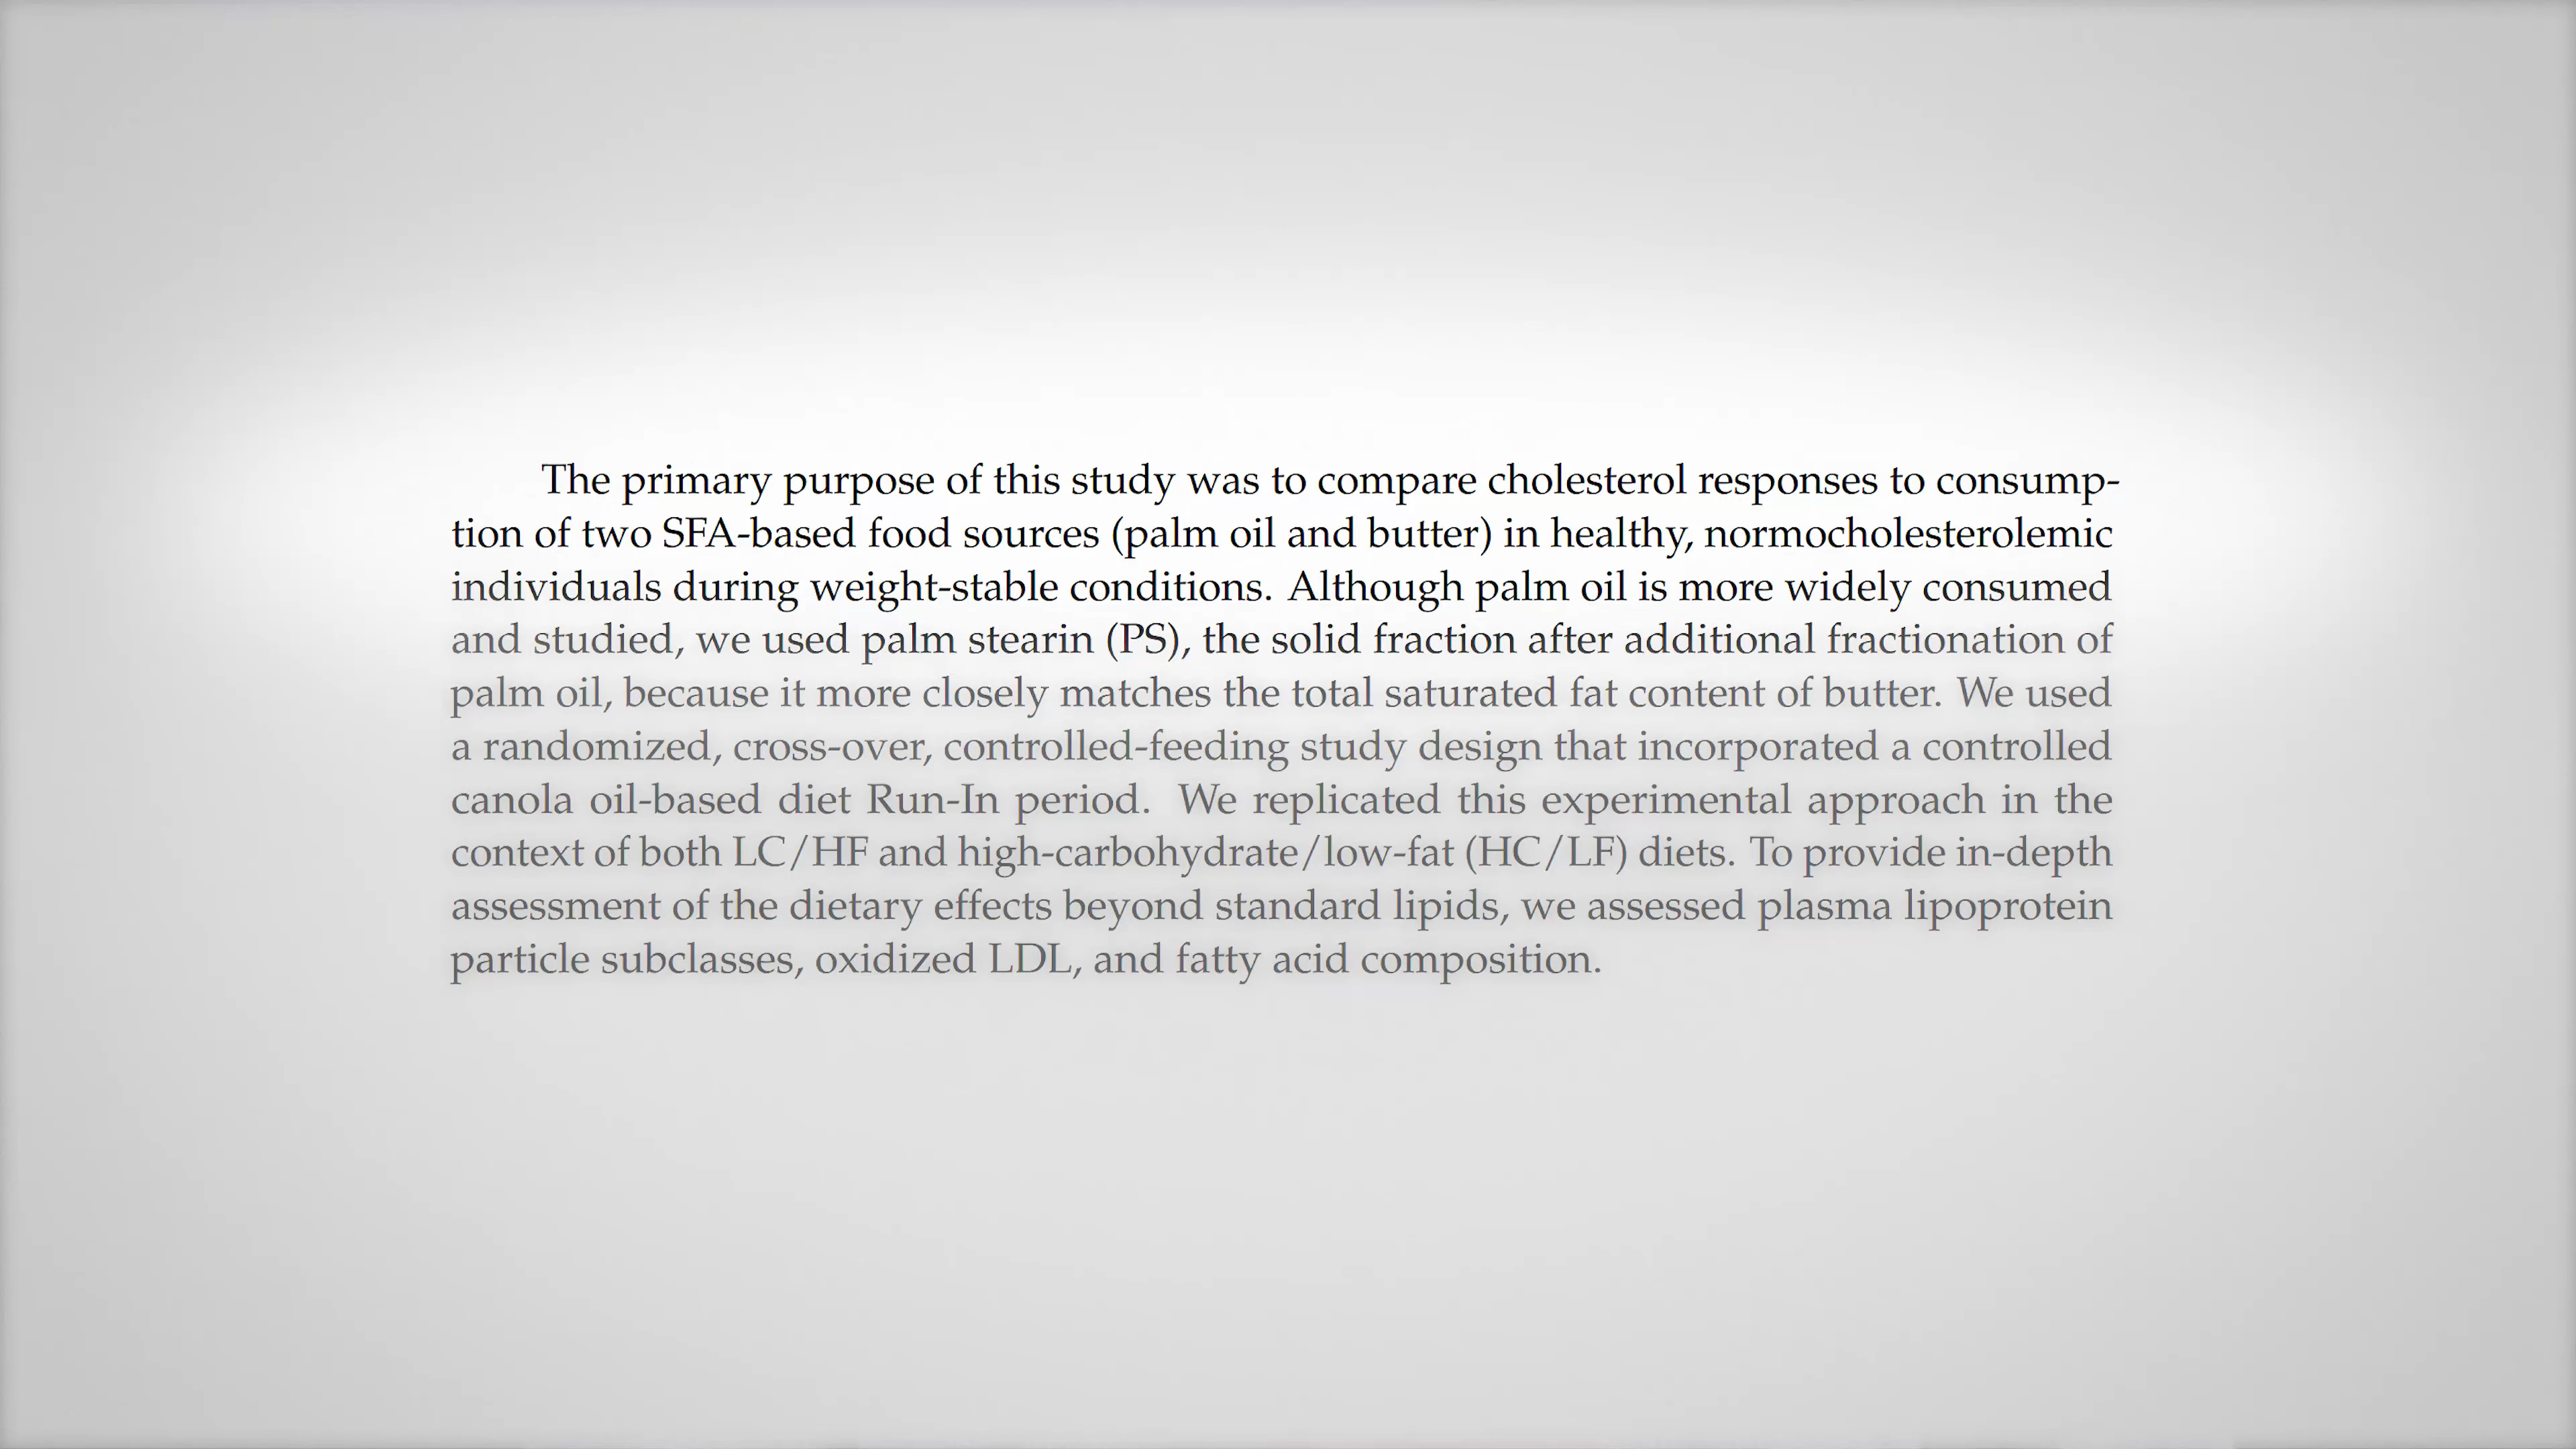 The primary purpose of this study was to compare cholesterol responses to consump-
tion of two SFA-based food sources (palm oil and butter) in healthy, normocholesterolemic
individuals during weight-stable conditions. Although palm oil is more widely consumed
and studied, we used palm stearin (PS), the solid fraction after additional fractionation of
palm oil, because it more closely matches the total saturated fat content of butter. We used
a randomized, cross-over, controlled-feeding study design that incorporated a controlled
canola oil-based diet Run-In period. We replicated this experimental approach in the
context of both LC/HF and high-carbohydrate/low-fat (HC/LF) diets. To provide in-depth
assessment of the dietary effects beyond standard lipids, we assessed plasma lipoprotein
particle subclasses, oxidized LDL, and fatty acid composition.